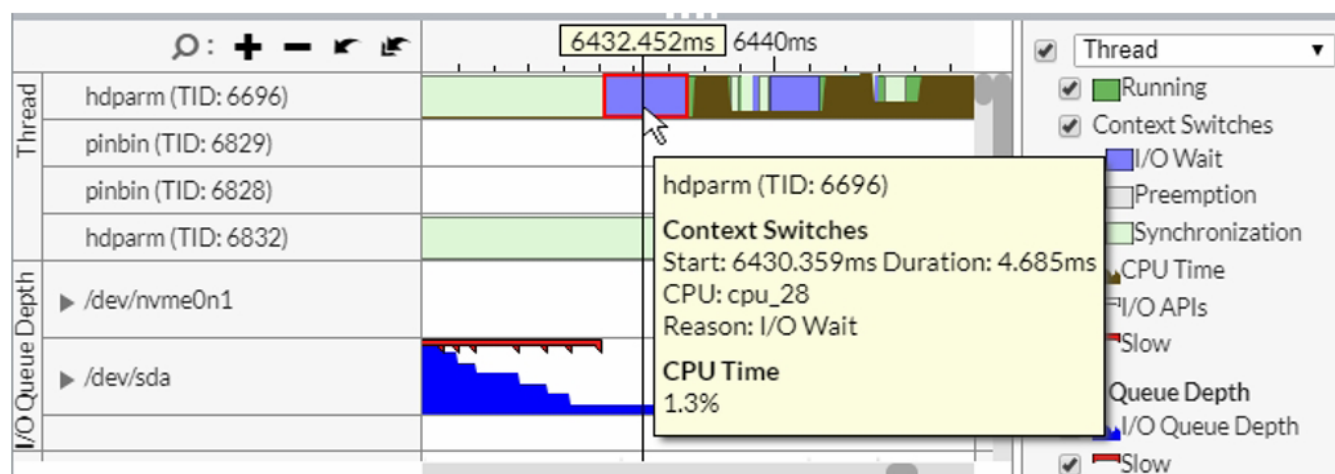 6432.452ms 6440ms
Thread
hdparm (TID: 6696)
pinbin (TID: 6829)
pinbin (TID: 6828)
hdparm (TID: 6832)
I/O Queue Depth
/dev/nvme0n1
/dev/sda
hdparm (TID: 6696)
Context Switches
Start: 6430.359ms Duration: 4.685ms
CPU: cpu_28
Reason: I/O Wait
CPU Time
1.3%
Thread
Running
Context Switches
I/O Wait
Preemption
Synchronization
CPU Time
I/O APIs
Slow
Queue Depth
I/O Queue Depth
Slow